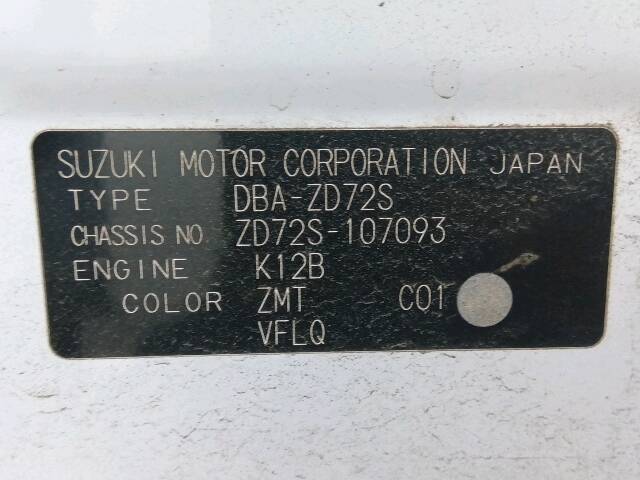 SUZUKI MOTOR CORPORATION JAPAN
TYPE DBA-ZD72S
CHASSIS NO. ZD72S-107093
ENGINE K12B
COLOR ZMT C01
VFLQ